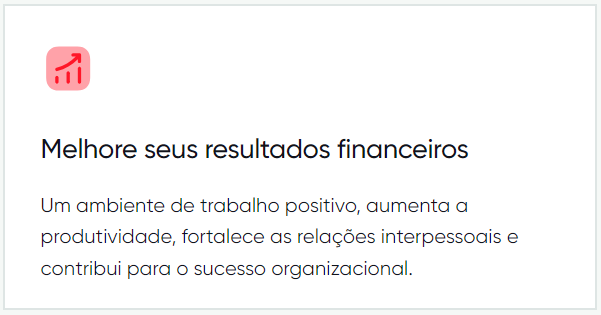 Melhore seus resultados financeiros
Um ambiente de trabalho positivo, aumenta a
produtividade, fortalece as relações interpessoais e
contribui para o sucesso organizacional.